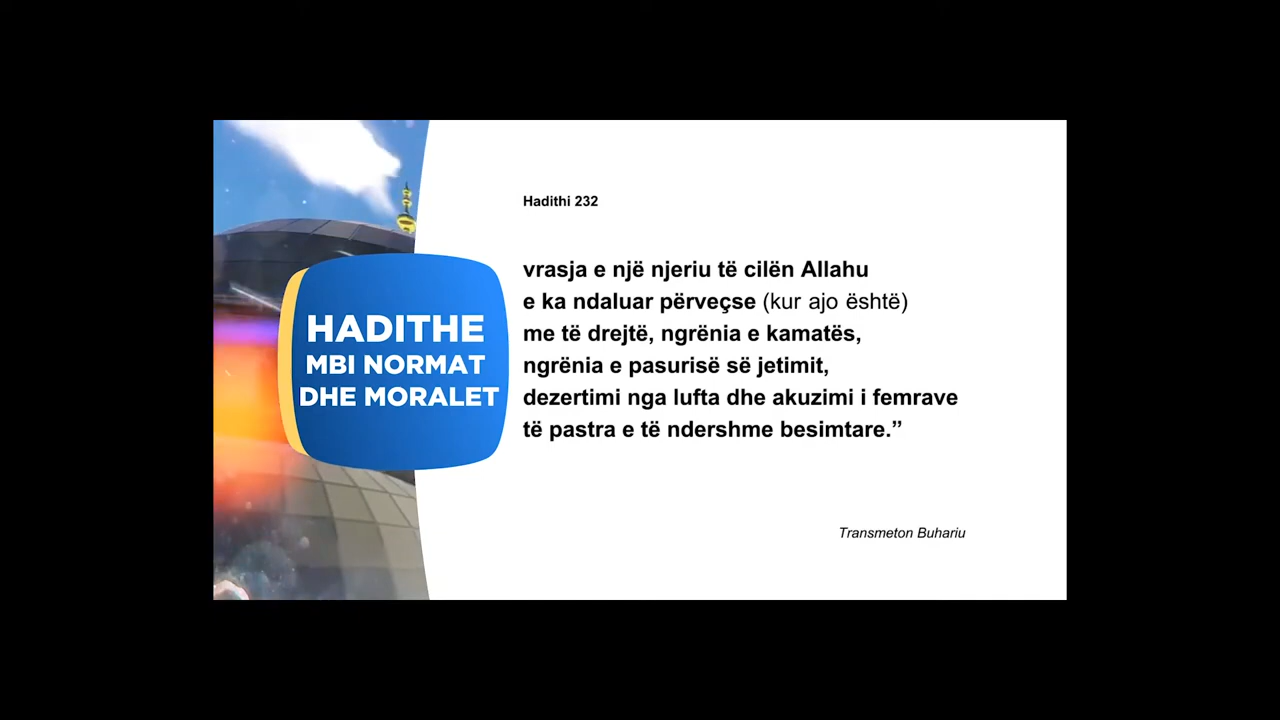 HADITHE
MBI NORMAT
DHE MORALET
Hadithi 232
vrasja e një njeriu të cilën Allahu
e ka ndaluar përveçse (kur ajo është)
me të drejtë, ngrënia e kamatës,
ngrënia e pasurisë së jetimit,
dezertimi nga lufta dhe akuzimi i femrave
të pastra e të ndershme besimtare.”
Transmeton Buhariu